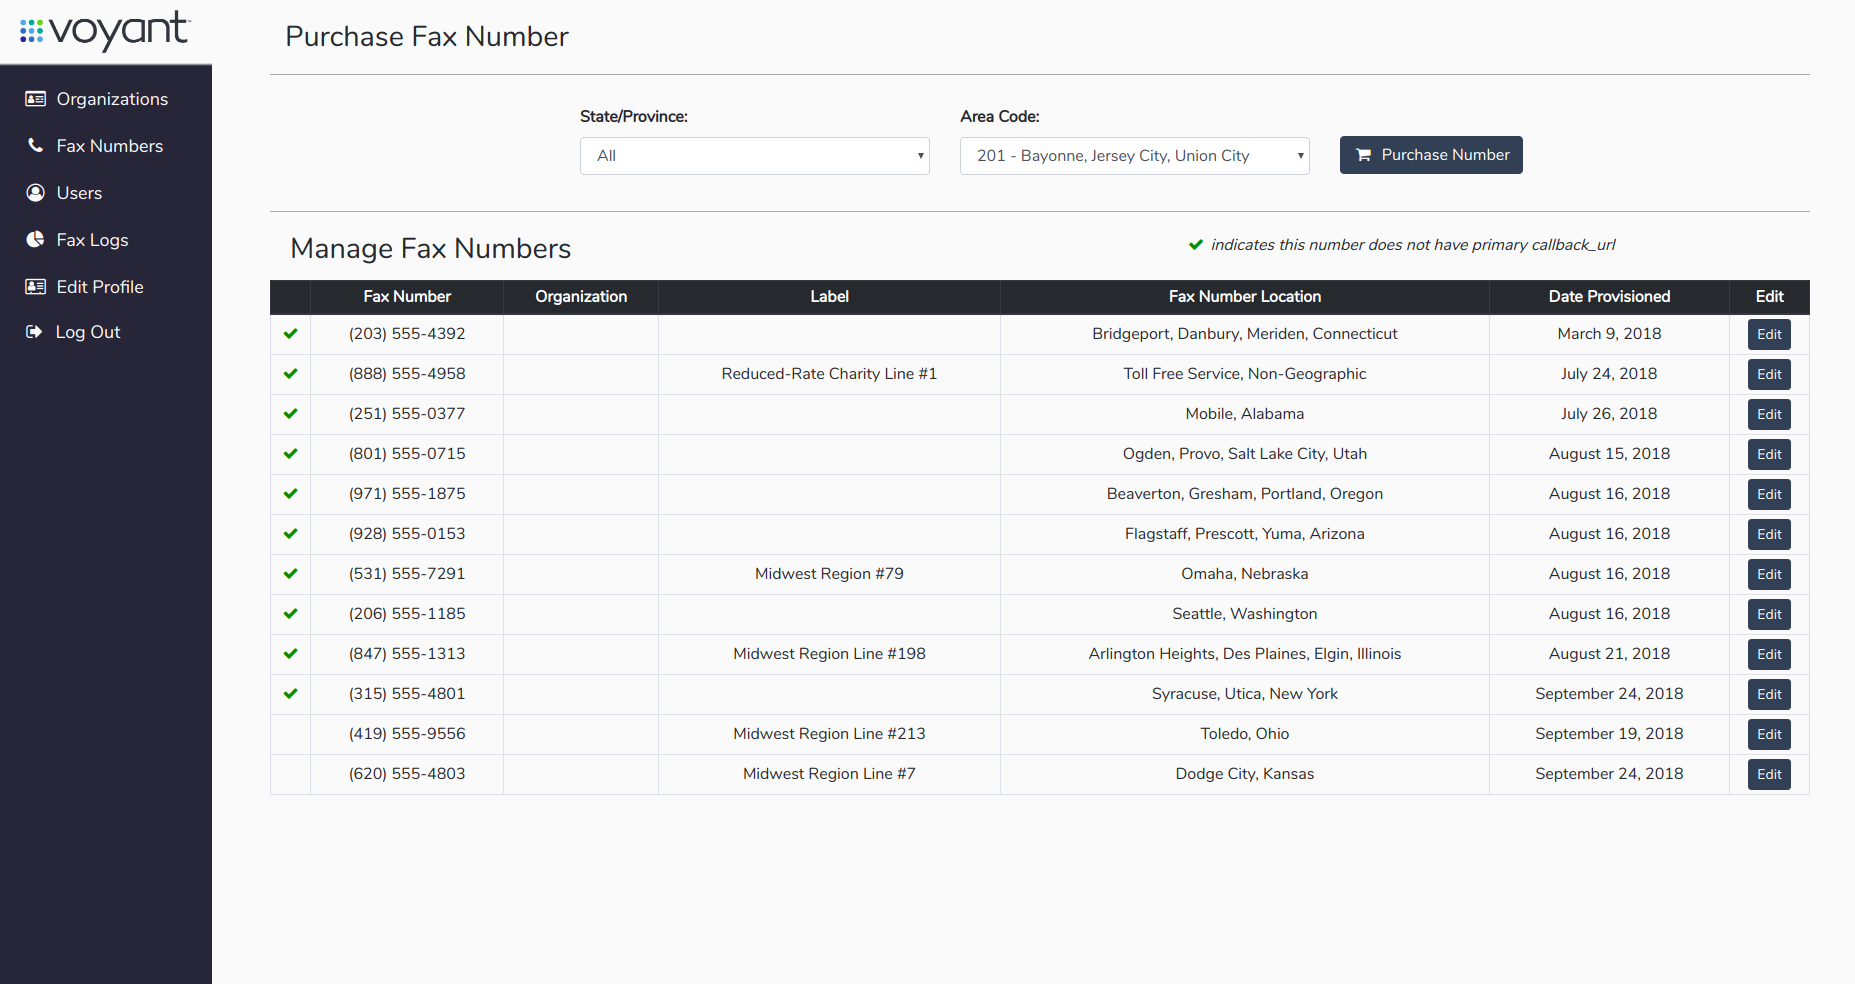 voyant
Purchase Fax Number
Organizations
Fax Numbers
Users
Fax Logs
Edit Profile
Log Out
State/Province: Area Code:
All 201 - Bayonne, Jersey City, Union City Purchase Number
Manage Fax Numbers indicates this number does not have primary callback_url
Fax Number Organization Label Fax Number Location Date Provisioned Edit
(203) 555-4392 Bridgeport, Danbury, Meriden, Connecticut March 9, 2018 Edit
(888) 555-4958 Reduced-Rate Charity Line #1 Toll Free Service, Non-Geographic July 24, 2018 Edit
(251) 555-0377 Mobile, Alabama July 26, 2018 Edit
(801) 555-0715 Ogden, Provo, Salt Lake City, Utah August 15, 2018 Edit
(971) 555-1875 Beaverton, Gresham, Portland, Oregon August 16, 2018 Edit
(928) 555-0153 Flagstaff, Prescott, Yuma, Arizona August 16, 2018 Edit
(531) 555-7291 Midwest Region #79 Omaha, Nebraska August 16, 2018 Edit
(206) 555-1185 Seattle, Washington August 16, 2018 Edit
(847) 555-1313 Midwest Region Line #198 Arlington Heights, Des Plaines, Elgin, Illinois August 21, 2018 Edit
(315) 555-4801 Syracuse, Utica, New York September 24, 2018 Edit
(419) 555-9556 Midwest Region Line #213 Toledo, Ohio September 19, 2018 Edit
(620) 555-4803 Midwest Region Line #7 Dodge City, Kansas September 24, 2018 Edit